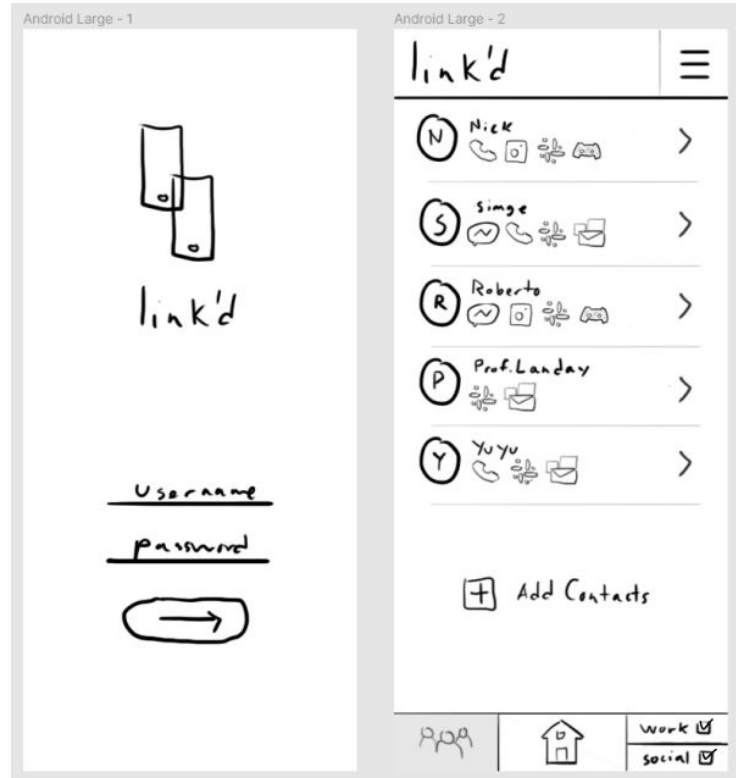 Android Large - 1
link'd
username
password
Android Large - 2
link'd
N
Nick
S
Simge
R
Roberto
P
Prof. Landay
Y
YuYu
Add Contacts
work
social